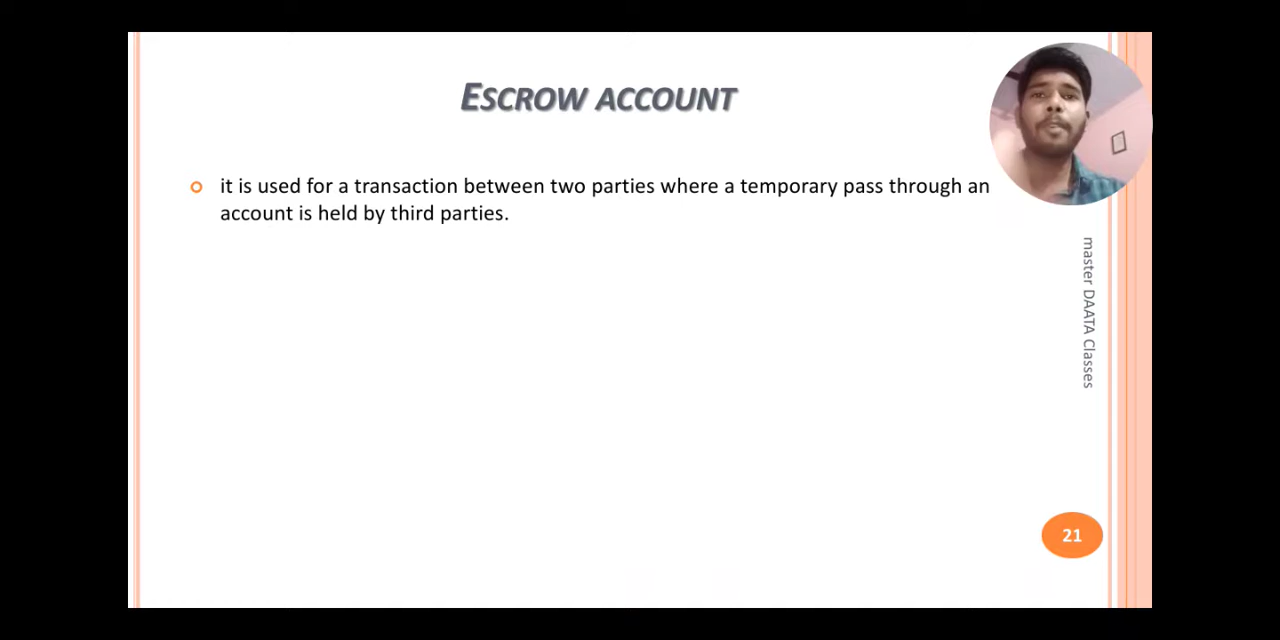 ESCROW ACCOUNT
it is used for a transaction between two parties where a temporary pass through an
account is held by third parties.
master DAATA Classes
21